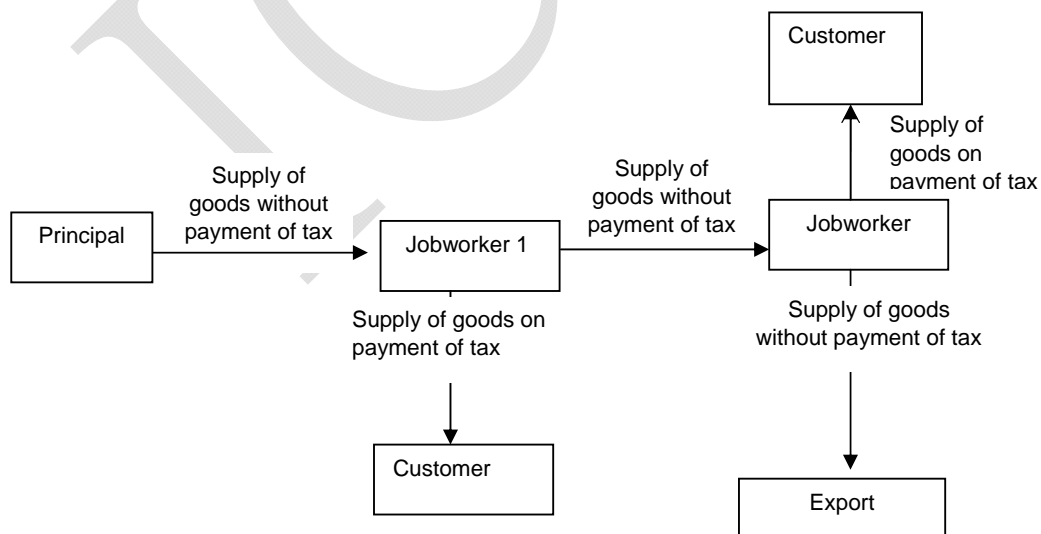 Customer
Supply of
goods on
payment of tax
Supply of
goods without
payment of tax
Supply of
goods without
payment of tax
Principal
Jobworker 1
Jobworker
Supply of goods on
payment of tax
Supply of goods
without payment of tax
Customer
Export